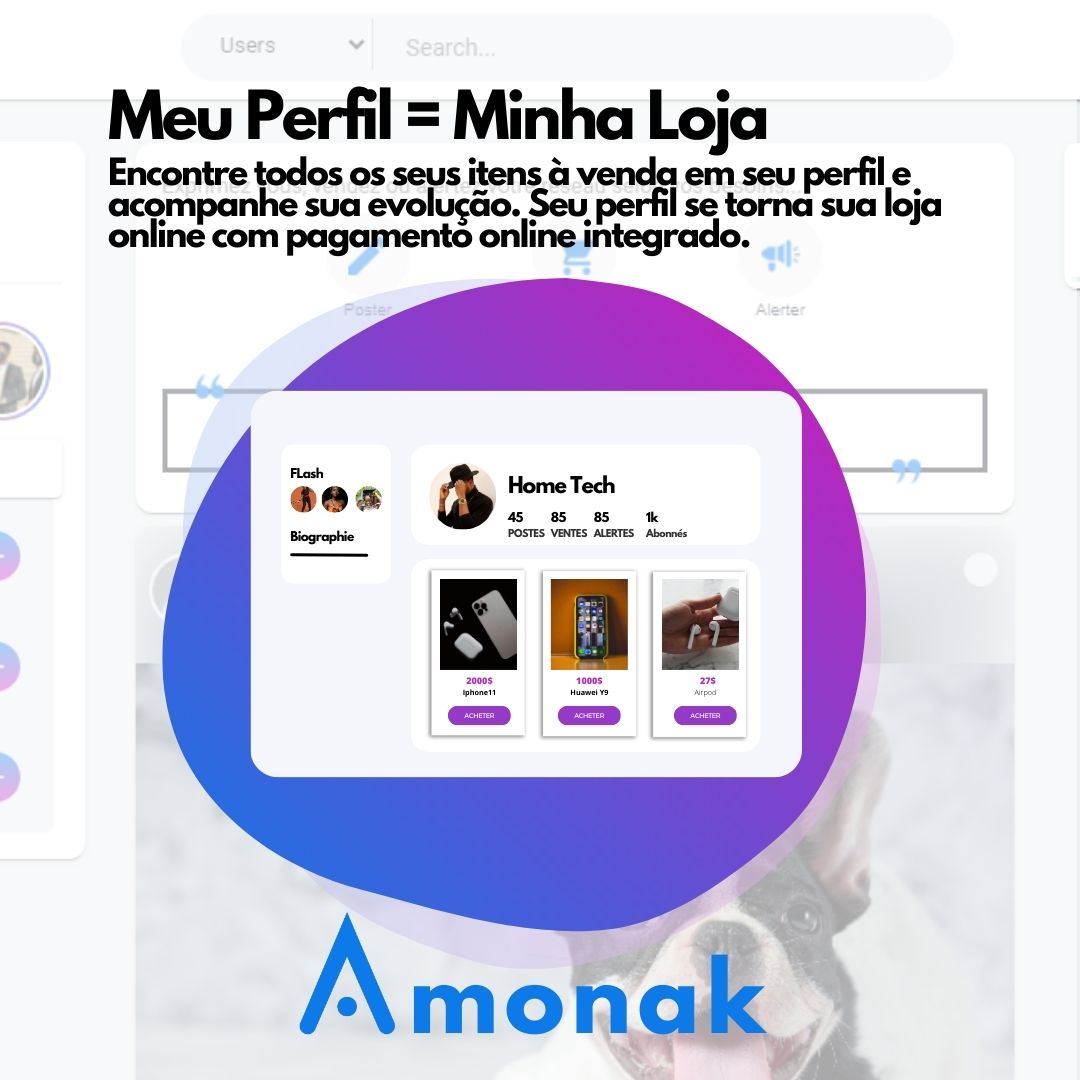 Users
Search...
Meu Perfil = Minha Loja
Encontre todos os seus itens à venda em seu perfil e
acompanhe sua evolução. Seu perfil se torna sua loja
online com pagamento online integrado.
Poster
Alerter
“
”
FLash
Biographie
Home Tech
45 85 85 1k
POSTES VENTES ALERTES Abonnés
2000$ 1000$ 27$
Iphone11 Huawei Y9 Airpod
ACHETER ACHETER ACHETER
Amonak